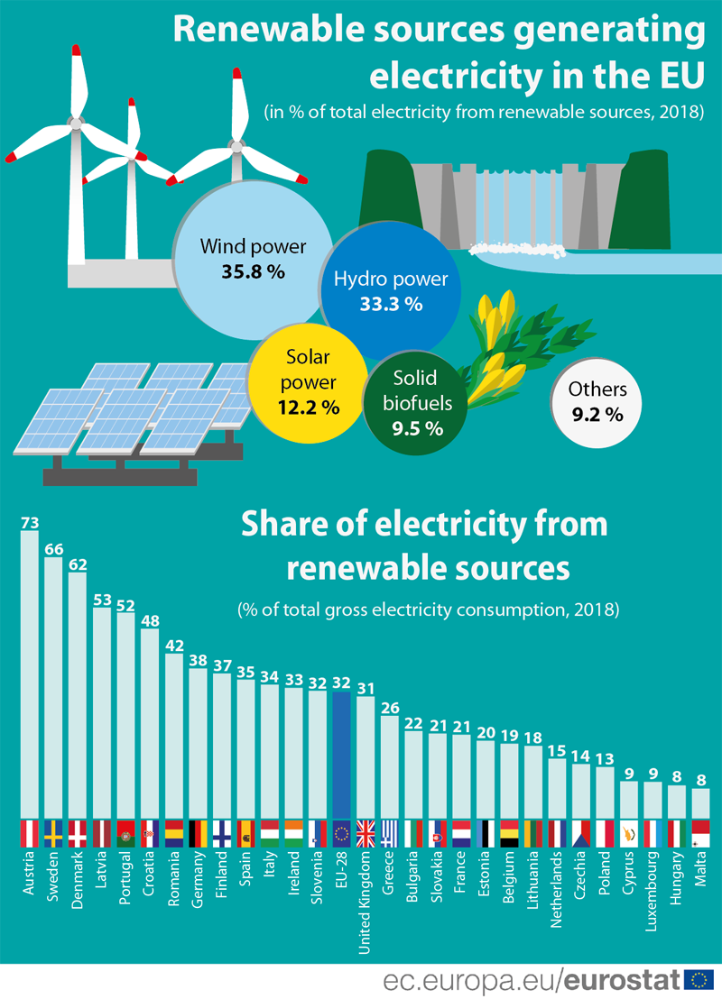 Renewable sources generating
electricity in the EU
(in % of total electricity from renewable sources, 2018)
Wind power
35.8 %
Hydro power
33.3 %
Solar
power
12.2 %
Solid
biofuels
9.5 %
Others
9.2 %
Share of electricity from
renewable sources
(% of total gross electricity consumption, 2018)
73
66
62
53
52
48
42
38
37
35
34
33
32
32
31
26
22
21
21
20
19
18
15
14
13
9
9
8
8
Austria
Sweden
Denmark
Latvia
Portugal
Croatia
Romania
Germany
Finland
Spain
Italy
Ireland
Slovenia
EU-28
United Kingdom
Greece
Bulgaria
Slovakia
France
Estonia
Belgium
Lithuania
Netherlands
Czechia
Poland
Cyprus
Luxembourg
Hungary
Malta
ec.europa.eu/eurostat